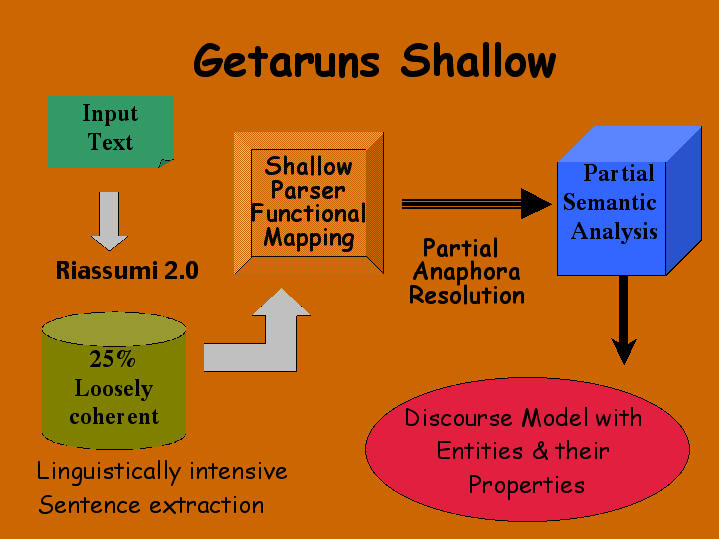 Getaruns Shallow
Input
Text
Riassumi 2.0
25%
Loosely
coherent
Linguistically intensive
Sentence extraction
Shallow
Parser
Functional
Mapping
Partial
Anaphora
Resolution
Partial
Semantic
Analysis
Discourse Model with
Entities & their
Properties